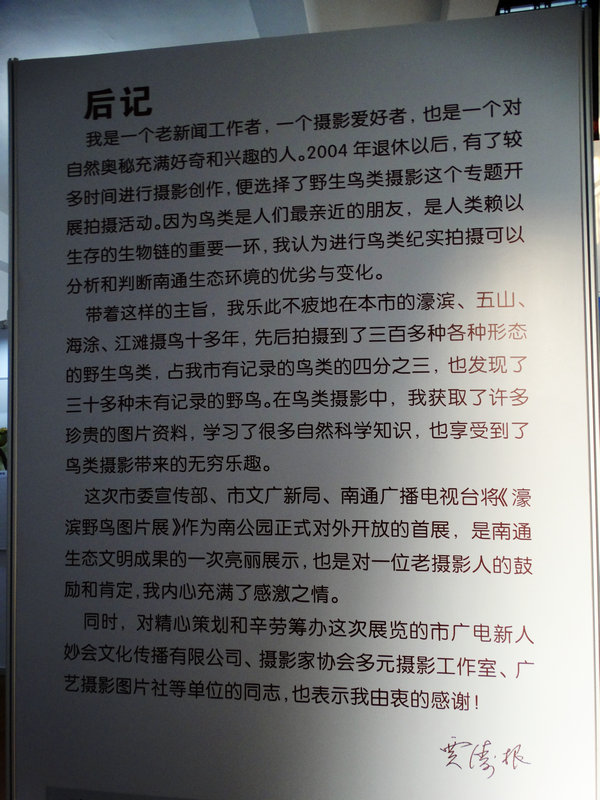 后记
我是一个老新闻工作者，一个摄影爱好者，也是一个对
自然奥秘充满好奇和兴趣的人。2004年退休以后，有了较
多时间进行摄影创作，便选择了野生鸟类摄影这个专题开
展拍摄活动。因为鸟类是人们最亲近的朋友，是人类赖以
生存的生物链的重要一环，我认为进行鸟类纪实拍摄可以
分析和判断南通生态环境的优劣与变化。
带着这样的主旨，我乐此不疲地在本市的濠滨、五山、
海涂、江滩摄鸟十多年，先后拍摄到了三百多种各种形态
的野生鸟类，占我市有记录的鸟类的四分之三，也发现了
三十多种未有记录的野鸟。在鸟类摄影中，我获取了许多
珍贵的图片资料，学习了很多自然科学知识，也享受到了
鸟类摄影带来的无穷乐趣。
这次市委宣传部、市文广新局、南通广播电视台将《濠
滨野鸟图片展》作为南公园正式对外开放的首展，是南通
生态文明成果的一次亮丽展示，也是对一位老摄影人的鼓
励和肯定，我内心充满了感激之情。
同时，对精心策划和辛劳筹办这次展览的市广电新人
妙会文化传播有限公司、摄影家协会多元摄影工作室、广
艺摄影图片社等单位的同志，也表示我由衷的感谢！
贾涛根